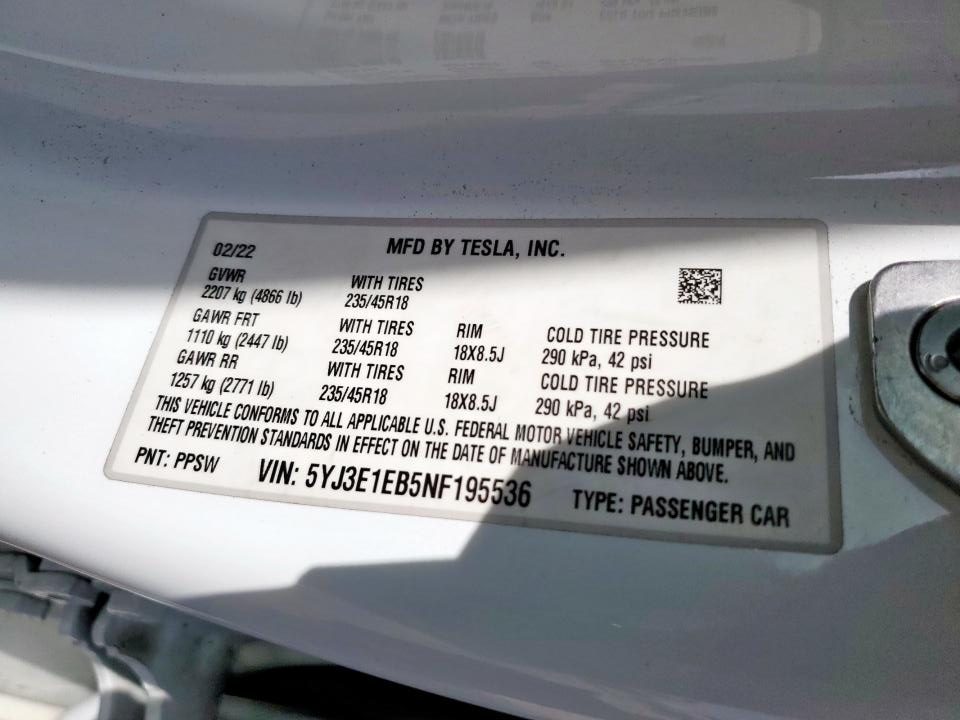 02/22 MFD BY TESLA, INC.
GVWR WITH TIRES
2207 kg (4866 lb) 235/45R18
GAWR FRT WITH TIRES RIM COLD TIRE PRESSURE
1110 kg (2447 lb) 235/45R18 18X8.5J 290 kPa, 42 psi
GAWR RR WITH TIRES RIM COLD TIRE PRESSURE
1257 kg (2771 lb) 235/45R18 18X8.5J 290 kPa, 42 psi
THIS VEHICLE CONFORMS TO ALL APPLICABLE U.S. FEDERAL MOTOR VEHICLE SAFETY, BUMPER, AND
THEFT PREVENTION STANDARDS IN EFFECT ON THE DATE OF MANUFACTURE SHOWN ABOVE.
PNT: PPSW VIN: 5YJ3E1EB5NF195536 TYPE: PASSENGER CAR